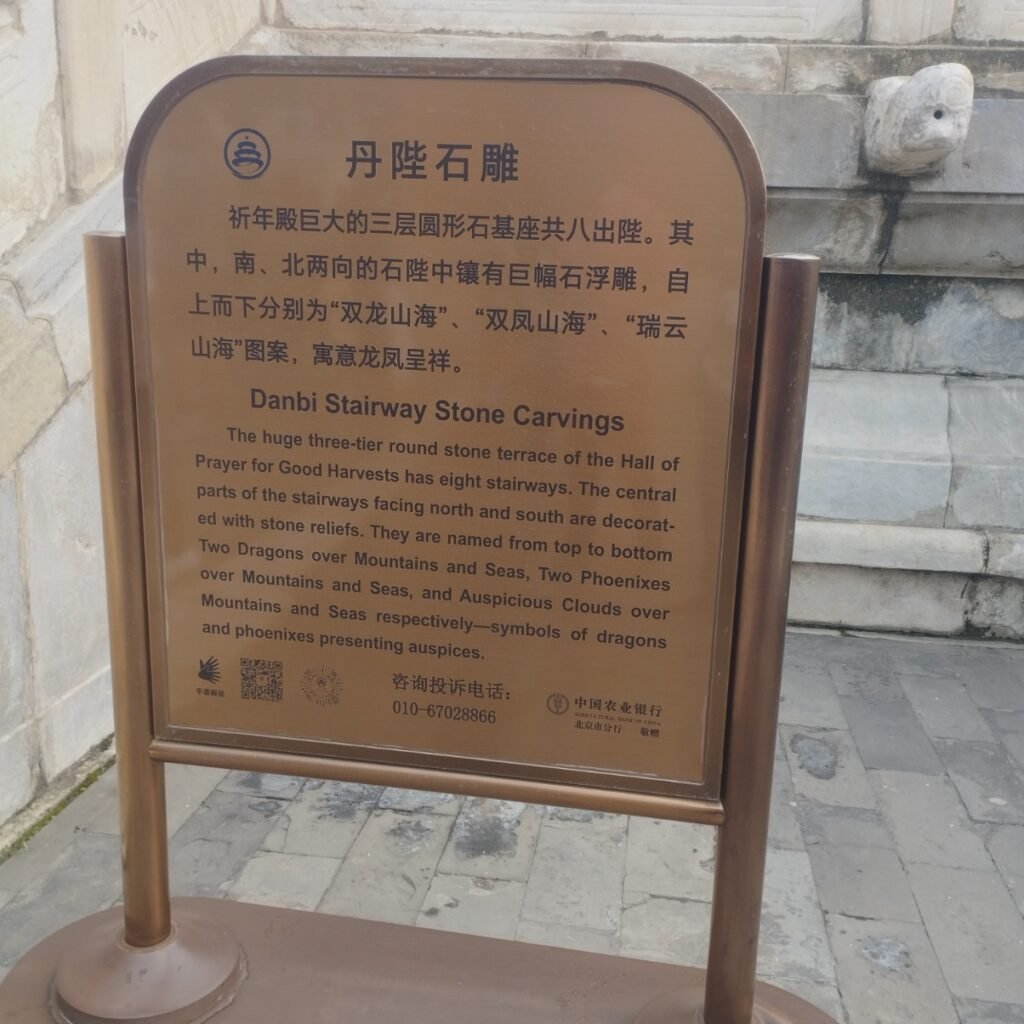 丹陛石雕
祈年殿巨大的三层圆形石基座共八出陛。其
中，南、北两向的石陛中镶有巨幅石浮雕，自
上而下分别为“双龙山海”、“双凤山海”、“瑞云
山海”图案，寓意龙凤呈祥。
Danbi Stairway Stone Carvings
The huge three-tier round stone terrace of the Hall of
Prayer for Good Harvests has eight stairways. The central
parts of the stairways facing north and south are decorat-
ed with stone reliefs. They are named from top to bottom
Two Dragons over Mountains and Seas, Two Phoenixes
over Mountains and Seas, and Auspicious Clouds over
Mountains and Seas respectively—symbols of dragons
and phoenixes presenting auspices.
咨询投诉电话：
010-67028866
中国农业银行
AGRICULTURAL BANK OF CHINA
北京市分行 敬赠